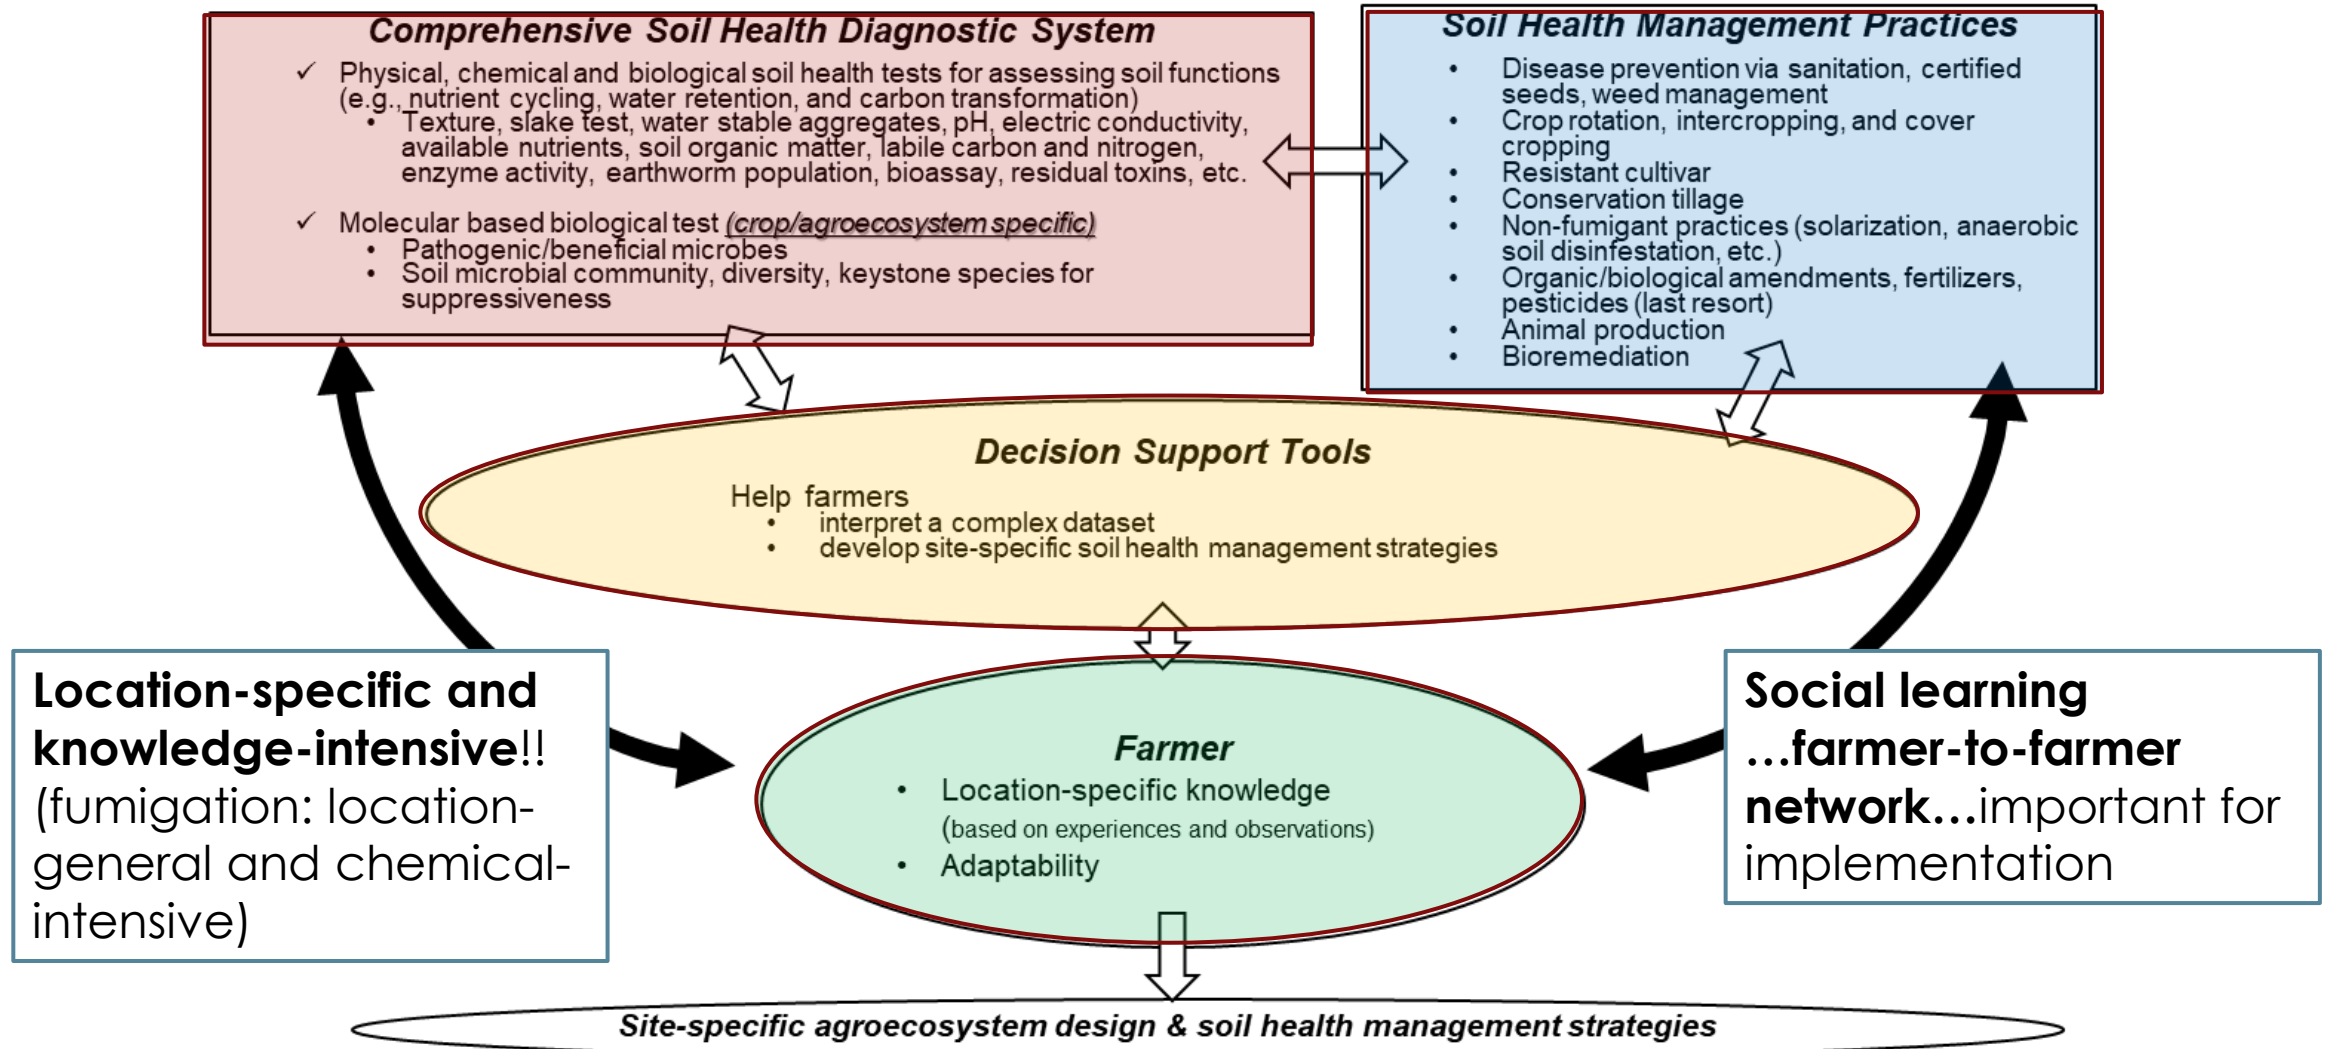 Comprehensive Soil Health Diagnostic System
✓ Physical, chemical and biological soil health tests for assessing soil functions
(e.g., nutrient cycling, water retention, and carbon transformation)
• Texture, slake test, water stable aggregates, pH, electric conductivity,
available nutrients, soil organic matter, labile carbon and nitrogen,
enzyme activity, earthworm population, bioassay, residual toxins, etc.
✓ Molecular based biological test (crop/agroecosystem specific)
• Pathogenic/beneficial microbes
• Soil microbial community, diversity, keystone species for
suppressiveness
Soil Health Management Practices
• Disease prevention via sanitation, certified
seeds, weed management
• Crop rotation, intercropping, and cover
cropping
• Resistant cultivar
• Conservation tillage
• Non-fumigant practices (solarization, anaerobic
soil disinfestation, etc.)
• Organic/biological amendments, fertilizers,
pesticides (last resort)
• Animal production
• Bioremediation
Decision Support Tools
Help farmers
• interpret a complex dataset
• develop site-specific soil health management strategies
Location-specific and
knowledge-intensive!!
(fumigation: location-
general and chemical-
intensive)
Farmer
• Location-specific knowledge
(based on experiences and observations)
• Adaptability
Social learning
...farmer-to-farmer
network...important for
implementation
Site-specific agroecosystem design & soil health management strategies